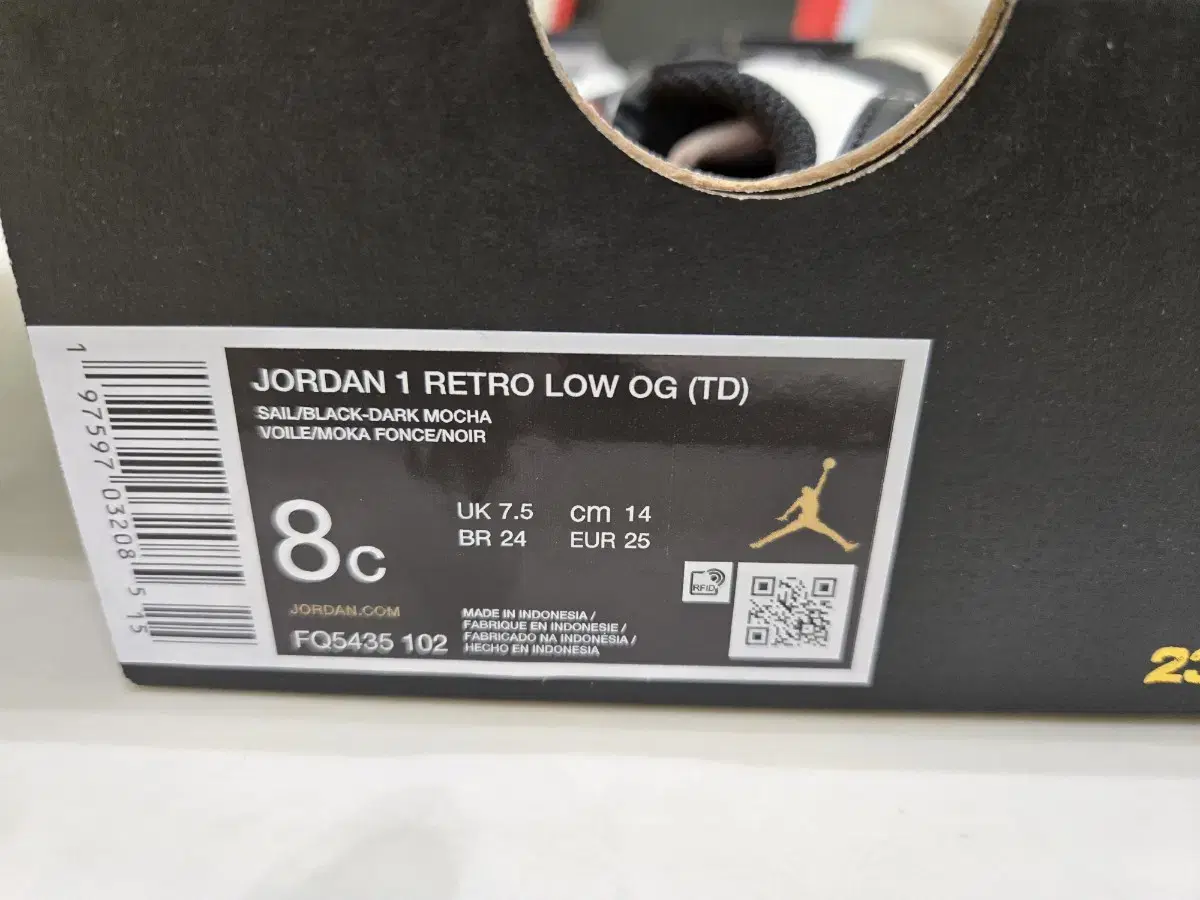 JORDAN 1 RETRO LOW OG (TD)
SAIL/BLACK-DARK MOCHA
VOILE/MOKA FONCE/NOIR
8C
UK 7.5 cm 14
BR 24 EUR 25
RFID
JORDAN.COM
FQ5435 102
MADE IN INDONESIA /
FABRIQUE EN INDONESIE /
FABRICADO NA INDONÉSIA /
HECHO EN INDONESIA
1 97597 03208 5 15
23